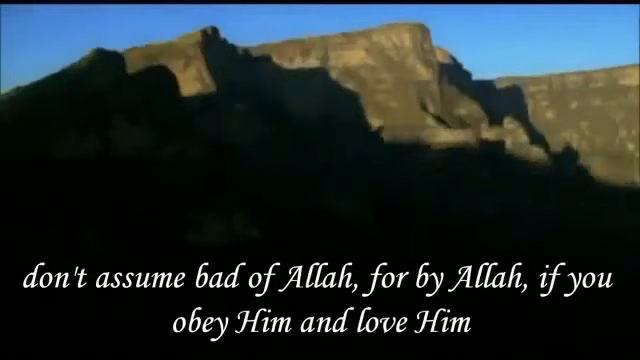 don't assume bad of Allah, for by Allah, if you
obey Him and love Him